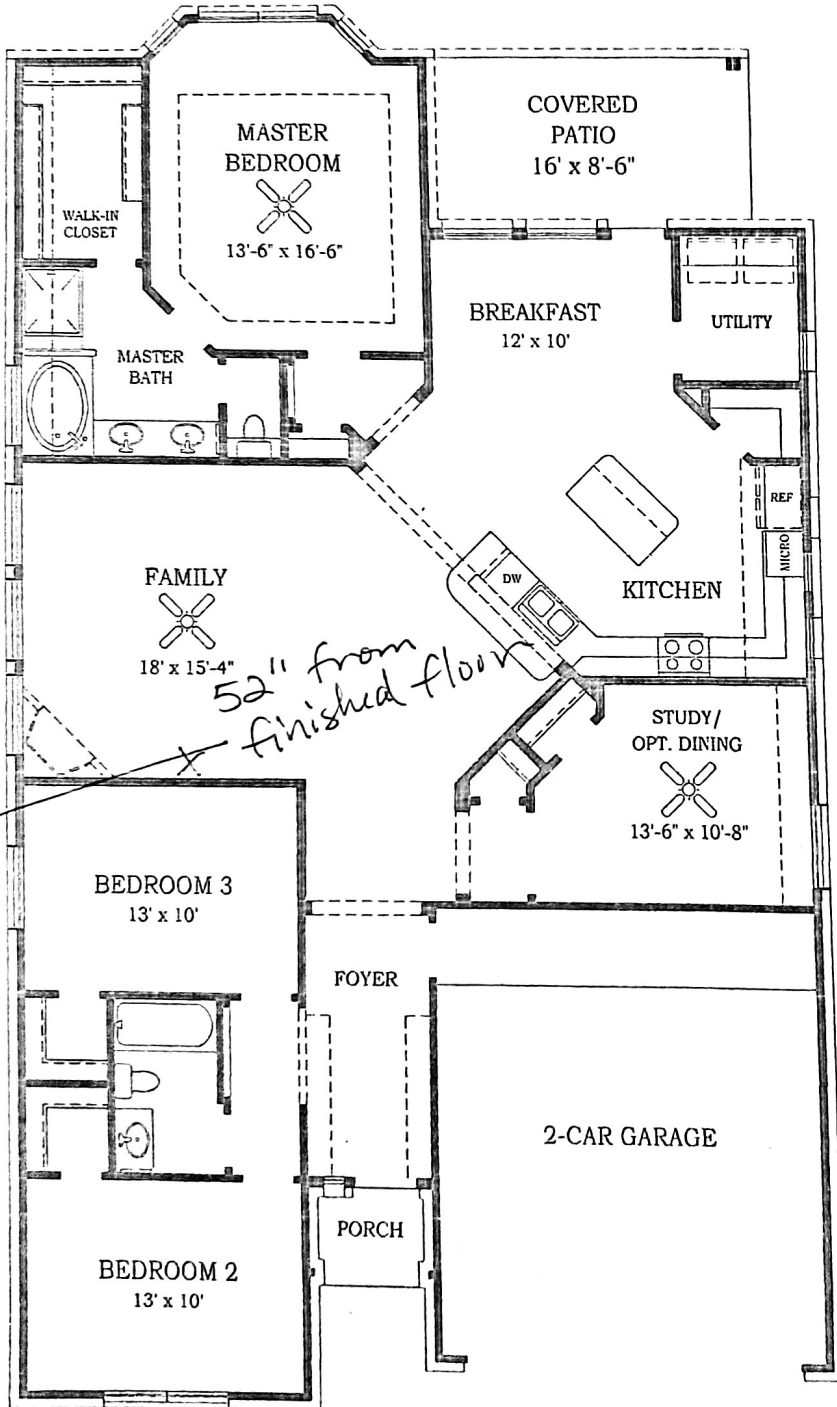 COVERED
PATIO
16' x 8'-6"
MASTER
BEDROOM
13'-6" x 16'-6"
WALK-IN
CLOSET
BREAKFAST
12' x 10'
UTILITY
MASTER
BATH
REF
MICRO
DW
KITCHEN
FAMILY
18' x 15'-4"
52" from
finished floor
X
STUDY/
OPT. DINING
13'-6" x 10'-8"
BEDROOM 3
13' x 10'
FOYER
2-CAR GARAGE
PORCH
BEDROOM 2
13' x 10'